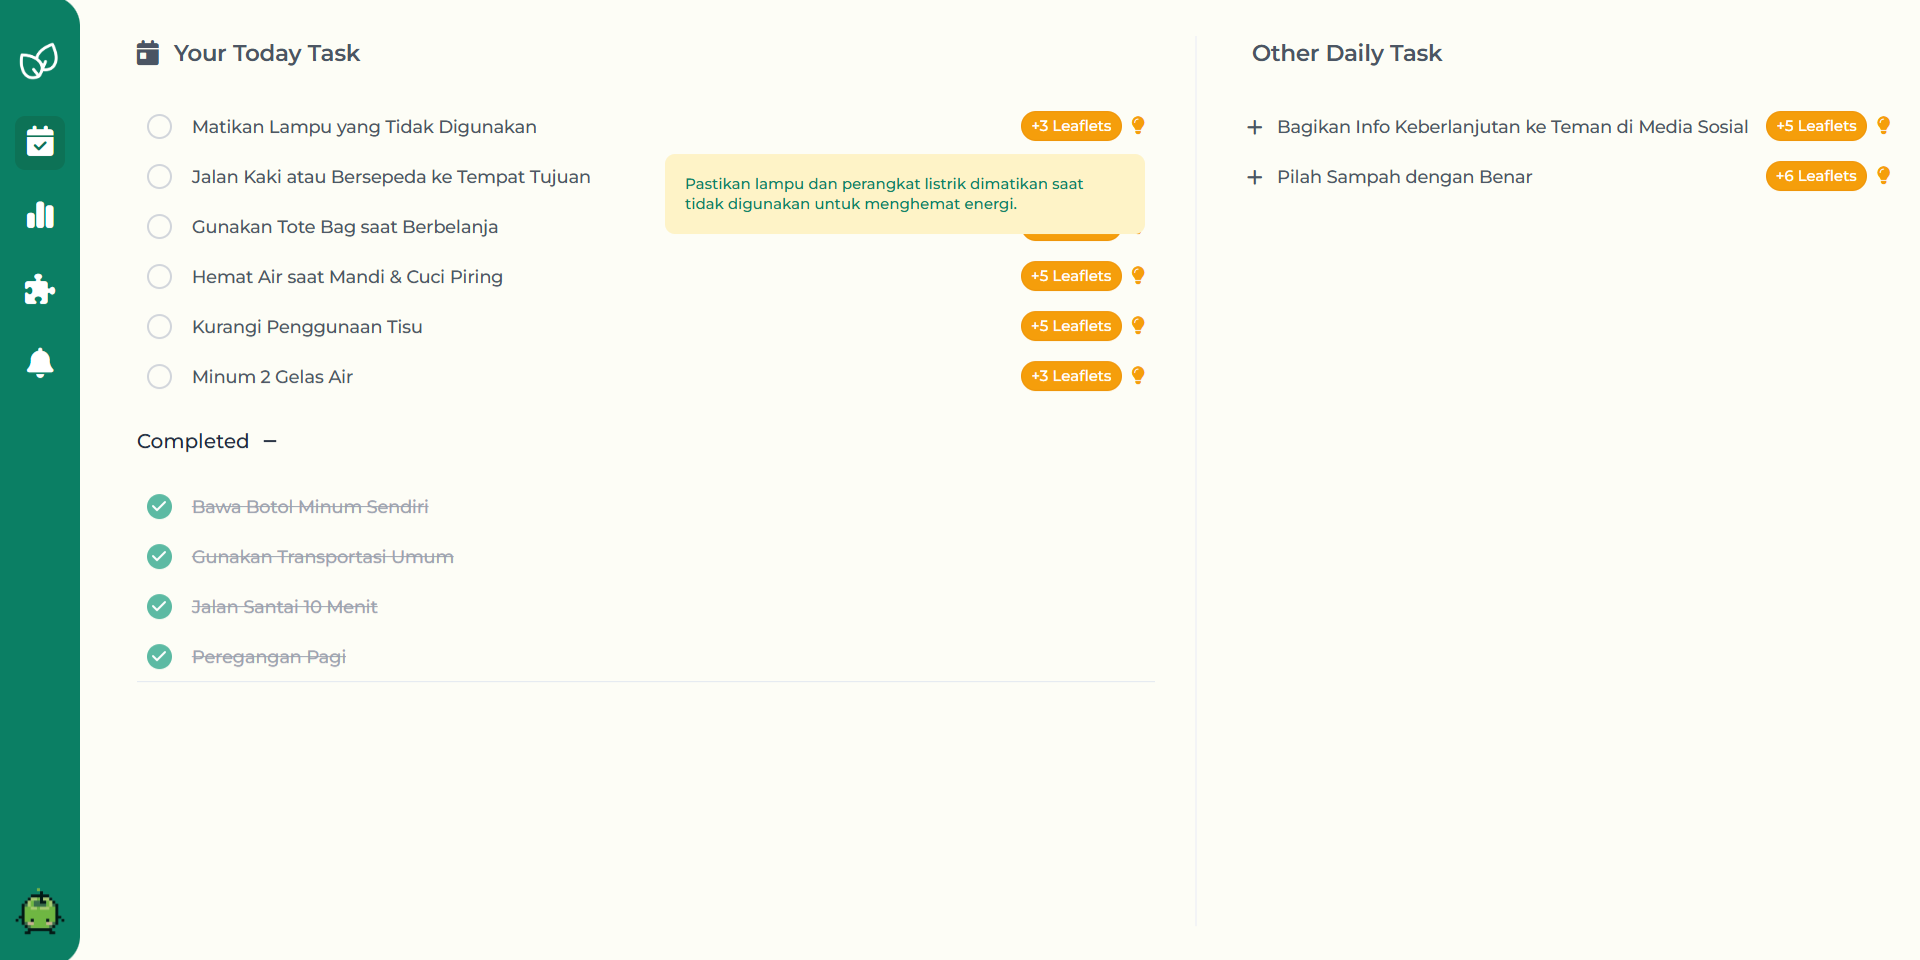 Your Today Task
Matikan Lampu yang Tidak Digunakan
+3 Leaflets
Jalan Kaki atau Bersepeda ke Tempat Tujuan
Pastikan lampu dan perangkat listrik dimatikan saat
tidak digunakan untuk menghemat energi.
Gunakan Tote Bag saat Berbelanja
Hemat Air saat Mandi & Cuci Piring
+5 Leaflets
Kurangi Penggunaan Tisu
+5 Leaflets
Minum 2 Gelas Air
+3 Leaflets
Completed
Bawa Botol Minum Sendiri
Gunakan Transportasi Umum
Jalan Santai 10 Menit
Peregangan Pagi
Other Daily Task
Bagikan Info Keberlanjutan ke Teman di Media Sosial
+5 Leaflets
Pilah Sampah dengan Benar
+6 Leaflets